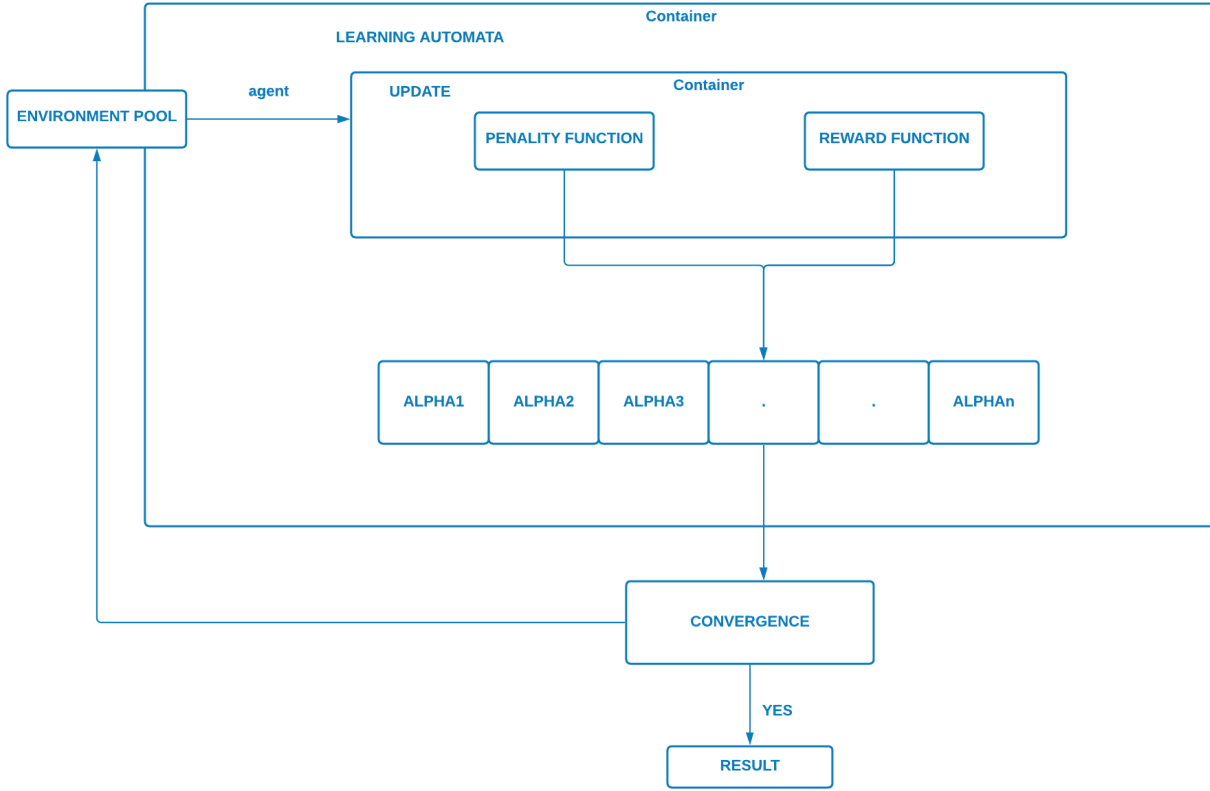 Container
LEARNING AUTOMATA
Container
UPDATE
agent
ENVIRONMENT POOL
PENALITY FUNCTION
REWARD FUNCTION
ALPHA1
ALPHA2
ALPHA3
.
.
ALPHAn
CONVERGENCE
YES
RESULT